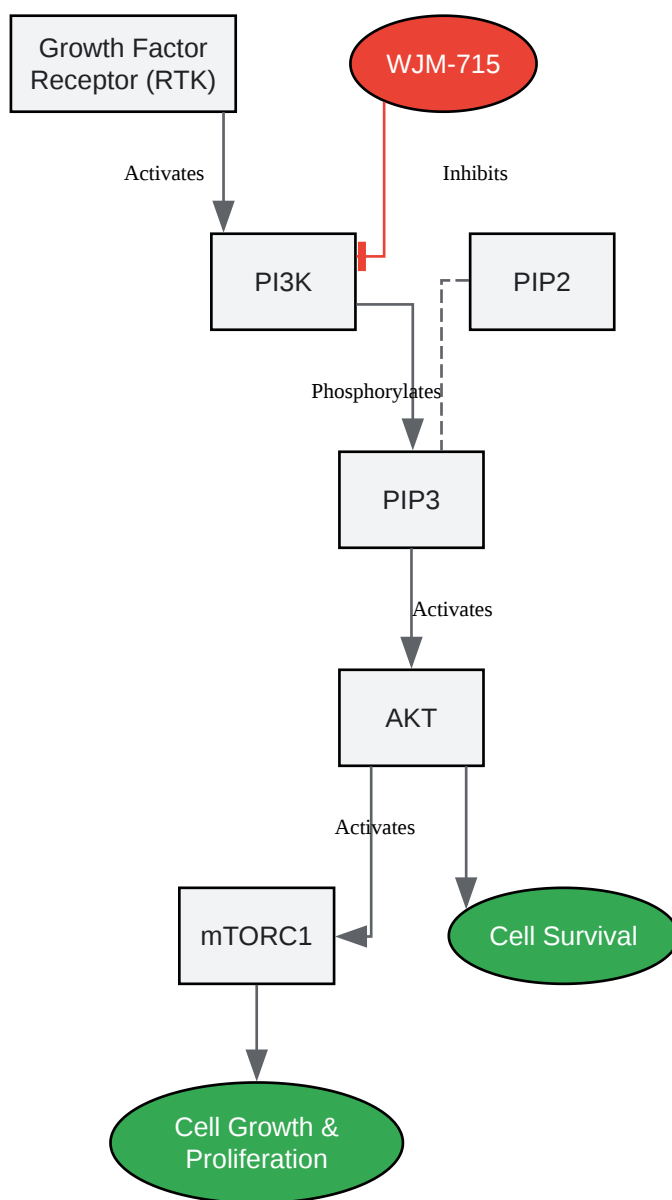 Growth Factor
Receptor (RTK)
WJM-715
Activates
Inhibits
PI3K
PIP2
Phosphorylates
PIP3
Activates
AKT
Activates
mTORC1
Cell Survival
Cell Growth &
Proliferation